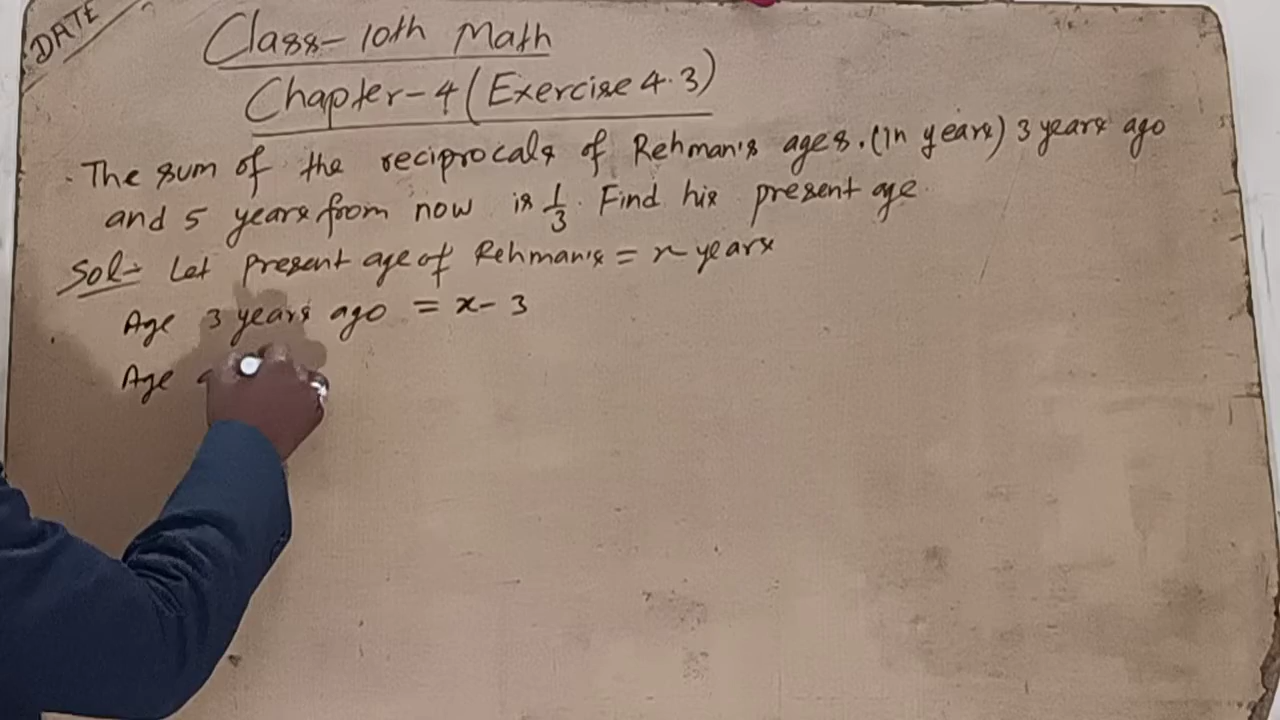 DATE
Class-10th Math
Chapter-4 (Exercise 4.3)
The sum of the reciprocals of Rehman's ages. (in years) 3 years ago
and 5 years from now is 1/3. Find his present age.
Sol:- Let present age of Rehman's = x years
Age 3 years ago = x-3
Age